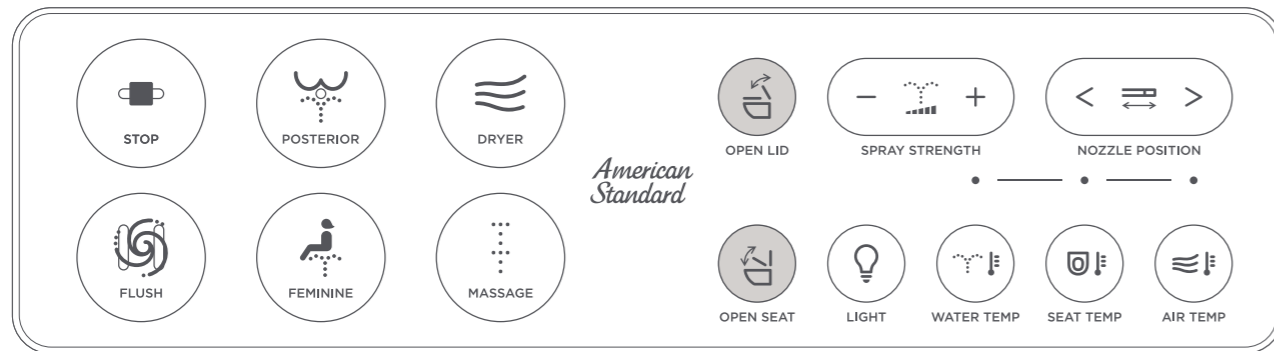 STOP
POSTERIOR
DRYER
OPEN LID
− +
SPRAY STRENGTH
< >
NOZZLE POSITION
American
Standard
FLUSH
FEMININE
MASSAGE
OPEN SEAT
LIGHT
WATER TEMP
SEAT TEMP
AIR TEMP